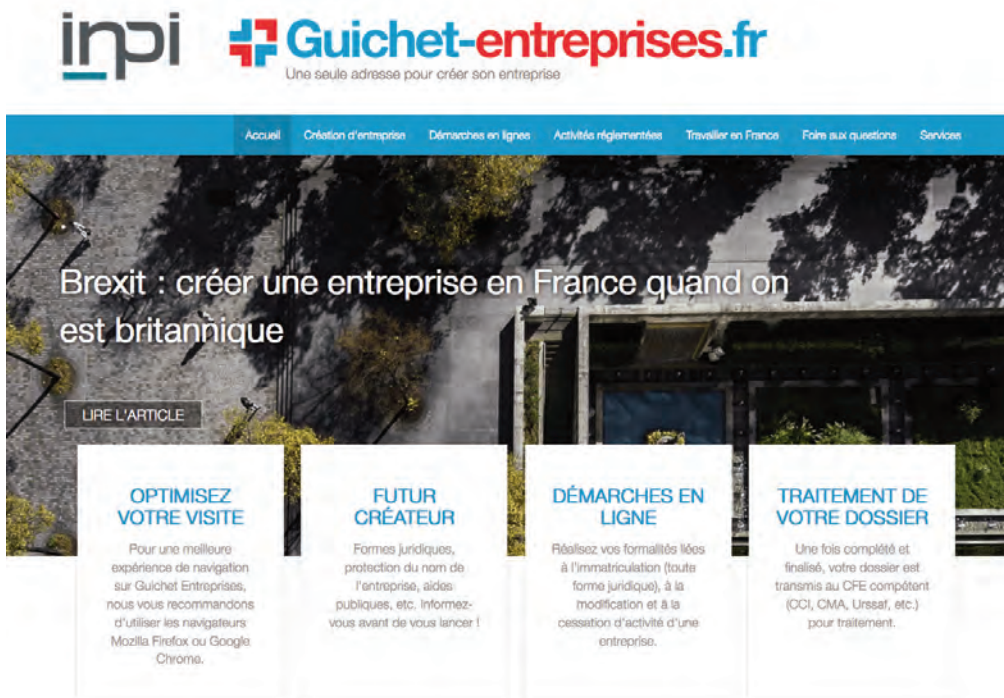 inpi
Guichet-entreprises.fr
Une seule adresse pour créer son entreprise
Accueil Création d'entreprise Démarches en lignes Activités réglementées Travailler en France Foire aux questions Services
Brexit : créer une entreprise en France quand on
est britannique
LIRE L'ARTICLE
OPTIMISEZ
VOTRE VISITE
Pour une meilleure
expérience de navigation
sur Guichet Entreprises,
nous vous recommandons
d'utiliser les navigateurs
Mozilla Firefox ou Google
Chrome.
FUTUR
CRÉATEUR
Formes juridiques,
protection du nom de
l'entreprise, aides
publiques, etc. Informez-
vous avant de vous lancer !
DÉMARCHES EN
LIGNE
Réalisez vos formalités liées
à l'immatriculation (toute
forme juridique), à la
modification et à la
cessation d'activité d'une
entreprise.
TRAITEMENT DE
VOTRE DOSSIER
Une fois complété et
finalisé, votre dossier est
transmis au CFE compétent
(CCI, CMA, Urssaf, etc.)
pour traitement.